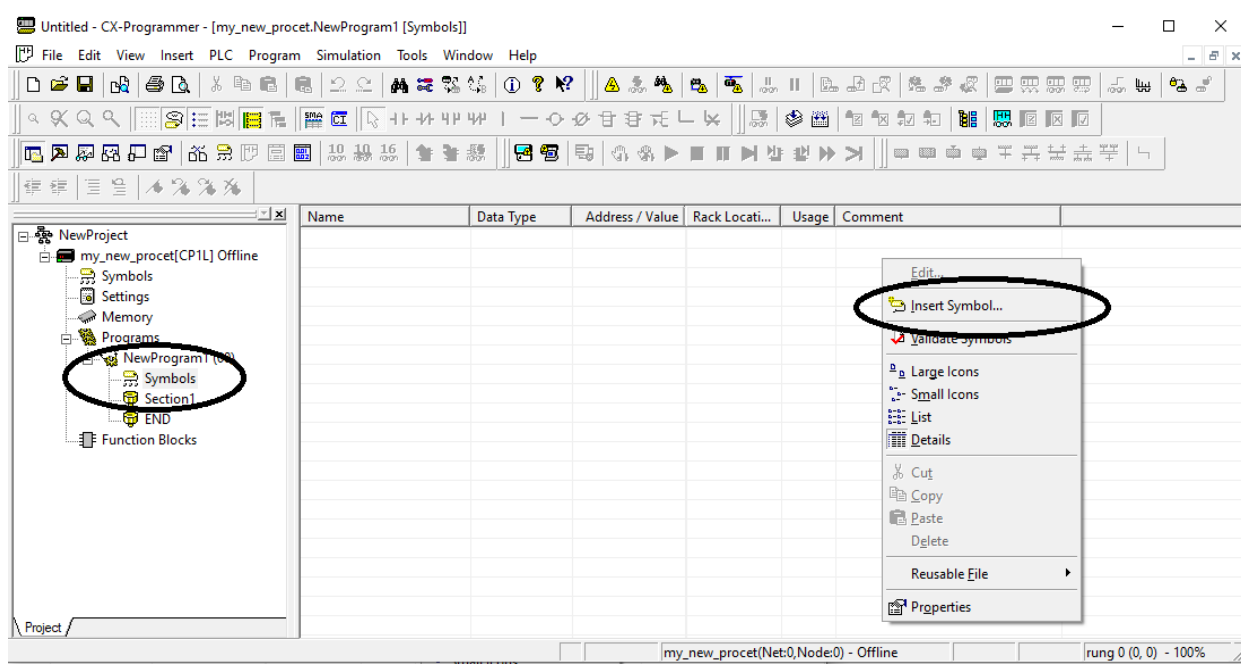 Untitled - CX-Programmer - [my_new_procet.NewProgram1 [Symbols]]
File Edit View Insert PLC Program Simulation Tools Window Help
Name Data Type Address / Value Rack Locati... Usage Comment
NewProject
my_new_procet[CP1L] Offline
Symbols
Settings
Memory
Programs
NewProgram1 (00)
Symbols
Section1
END
Function Blocks
Project
Edit...
Insert Symbol...
Validate Symbols
Large Icons
Small Icons
List
Details
Cut
Copy
Paste
Delete
Reusable File
Properties
my_new_procet(Net:0,Node:0) - Offline
rung 0 (0, 0) - 100%